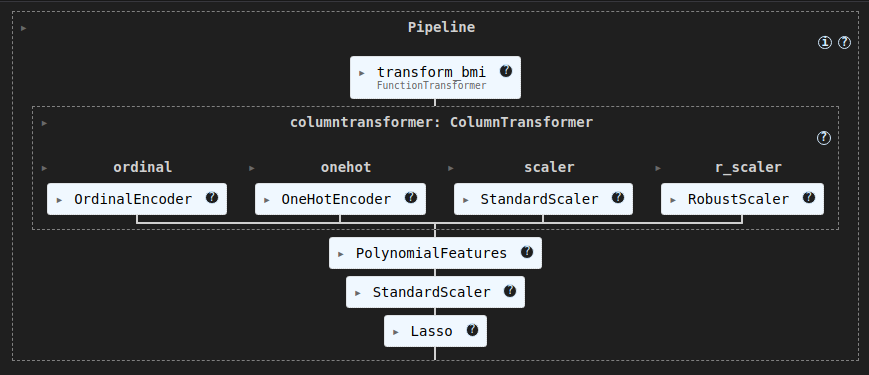 Pipeline
i ?
transform_bmi ?
FunctionTransformer
columntransformer: ColumnTransformer
?
ordinal onehot scaler r_scaler
OrdinalEncoder ? OneHotEncoder ? StandardScaler ? RobustScaler ?
PolynomialFeatures ?
StandardScaler ?
Lasso ?